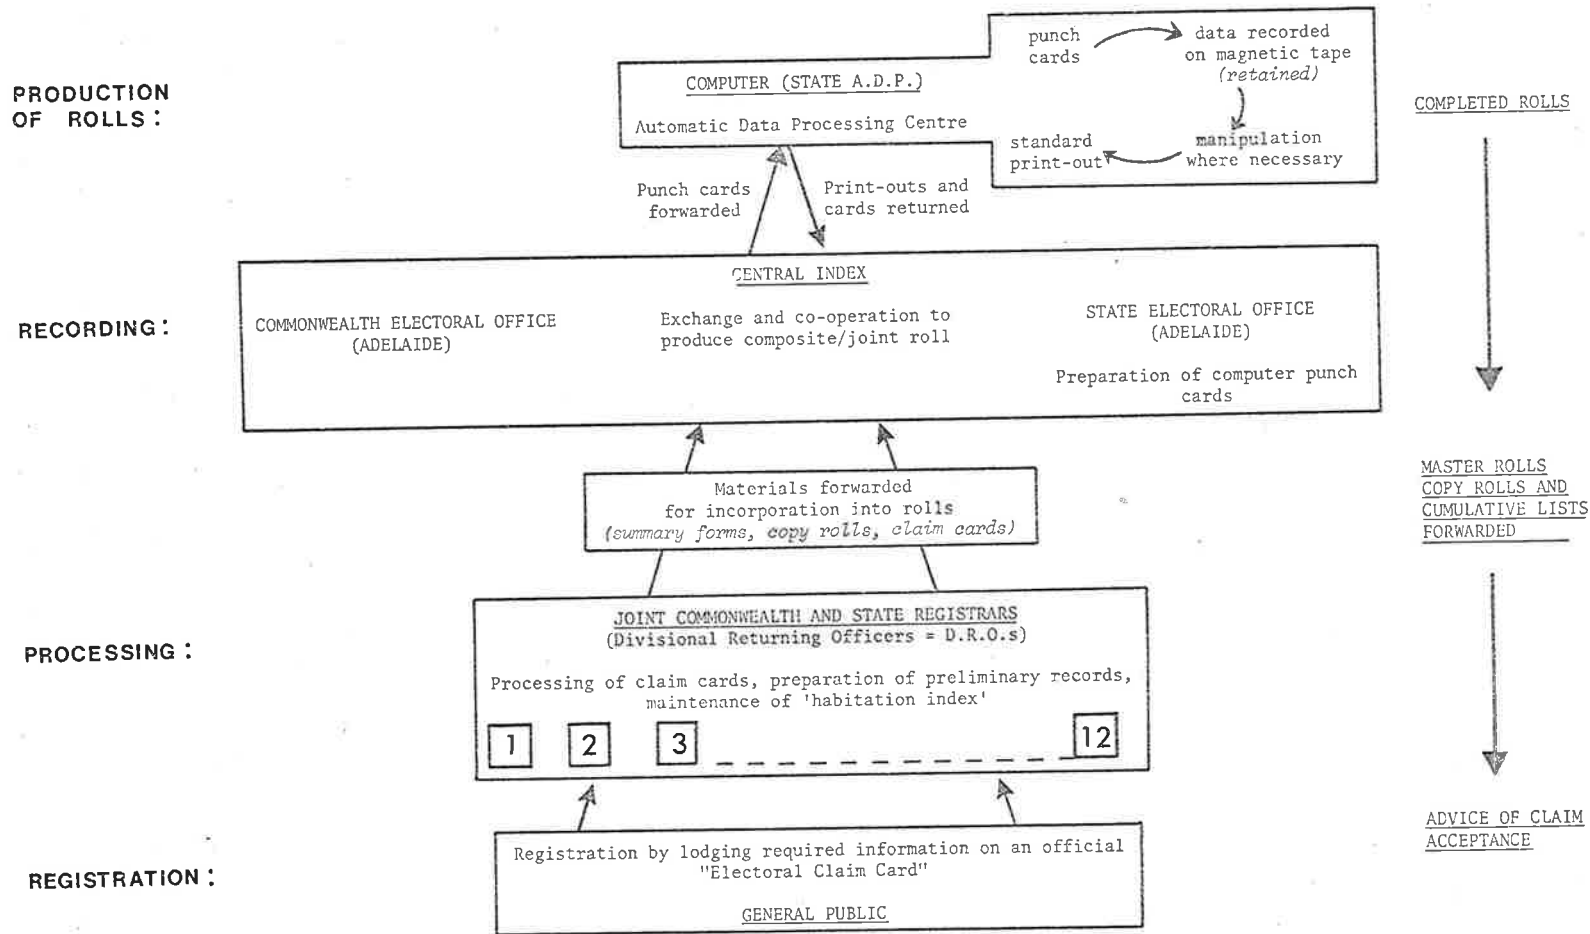 PRODUCTION
OF ROLLS:
COMPUTER (STATE A.D.P.)
Automatic Data Processing Centre
punch
cards
data recorded
on magnetic tape
(retained)
manipulation
where necessary
standard
print-out
COMPLETED ROLLS
Punch cards
forwarded
Print-outs and
cards returned
RECORDING:
CENTRAL INDEX
COMMONWEALTH ELECTORAL OFFICE
(ADELAIDE)
Exchange and co-operation to
produce composite/joint roll
STATE ELECTORAL OFFICE
(ADELAIDE)
Preparation of computer punch
cards
MASTER ROLLS
COPY ROLLS AND
CUMULATIVE LISTS
FORWARDED
Materials forwarded
for incorporation into rolls
(summary forms, copy rolls, claim cards)
PROCESSING:
JOINT COMMONWEALTH AND STATE REGISTRARS
(Divisional Returning Officers = D.R.O.s)
Processing of claim cards, preparation of preliminary records,
maintenance of 'habitation index'
1 2 3 12
ADVICE OF CLAIM
ACCEPTANCE
REGISTRATION:
Registration by lodging required information on an official
"Electoral Claim Card"
GENERAL PUBLIC